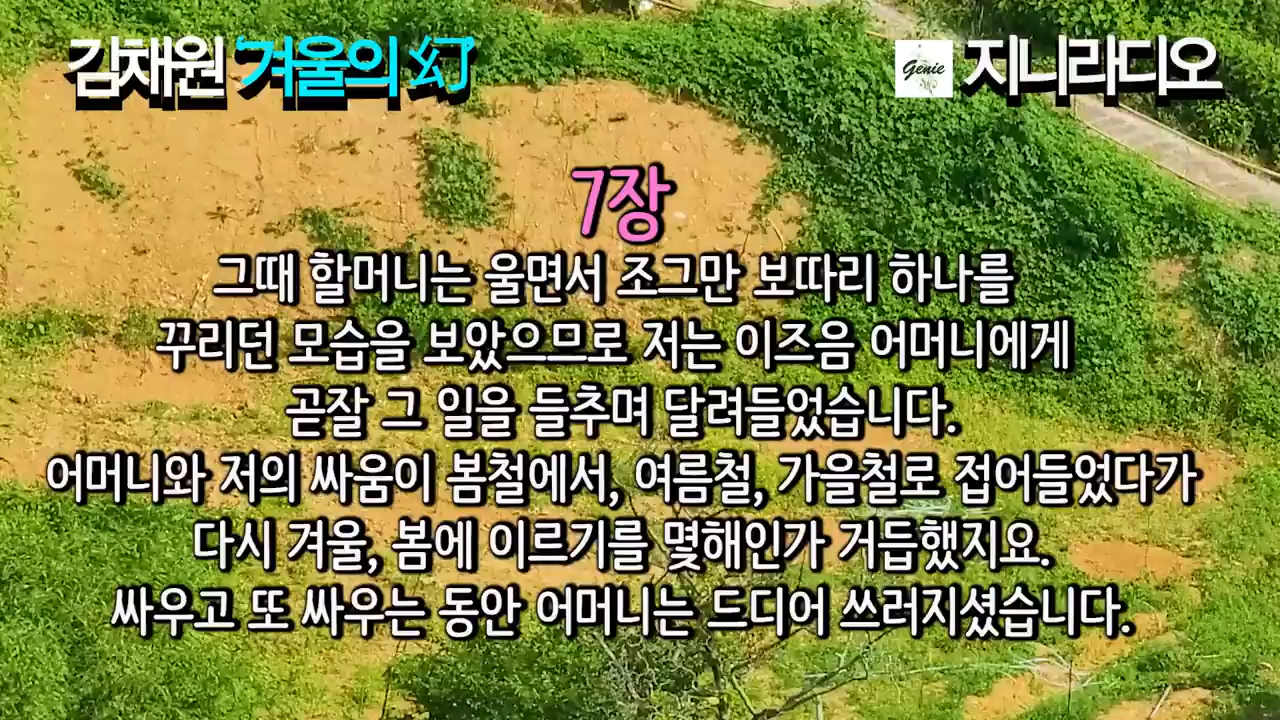 김채원 겨울의 幻
Genie 지니라디오
7장
그때 할머니는 울면서 조그만 보따리 하나를
꾸리던 모습을 보았으므로 저는 이즈음 어머니에게
곧잘 그 일을 들추며 달려들었습니다.
어머니와 저의 싸움이 봄철에서, 여름철, 가을철로 접어들었다가
다시 겨울, 봄에 이르기를 몇해인가 거듭했지요.
싸우고 또 싸우는 동안 어머니는 드디어 쓰러지셨습니다.